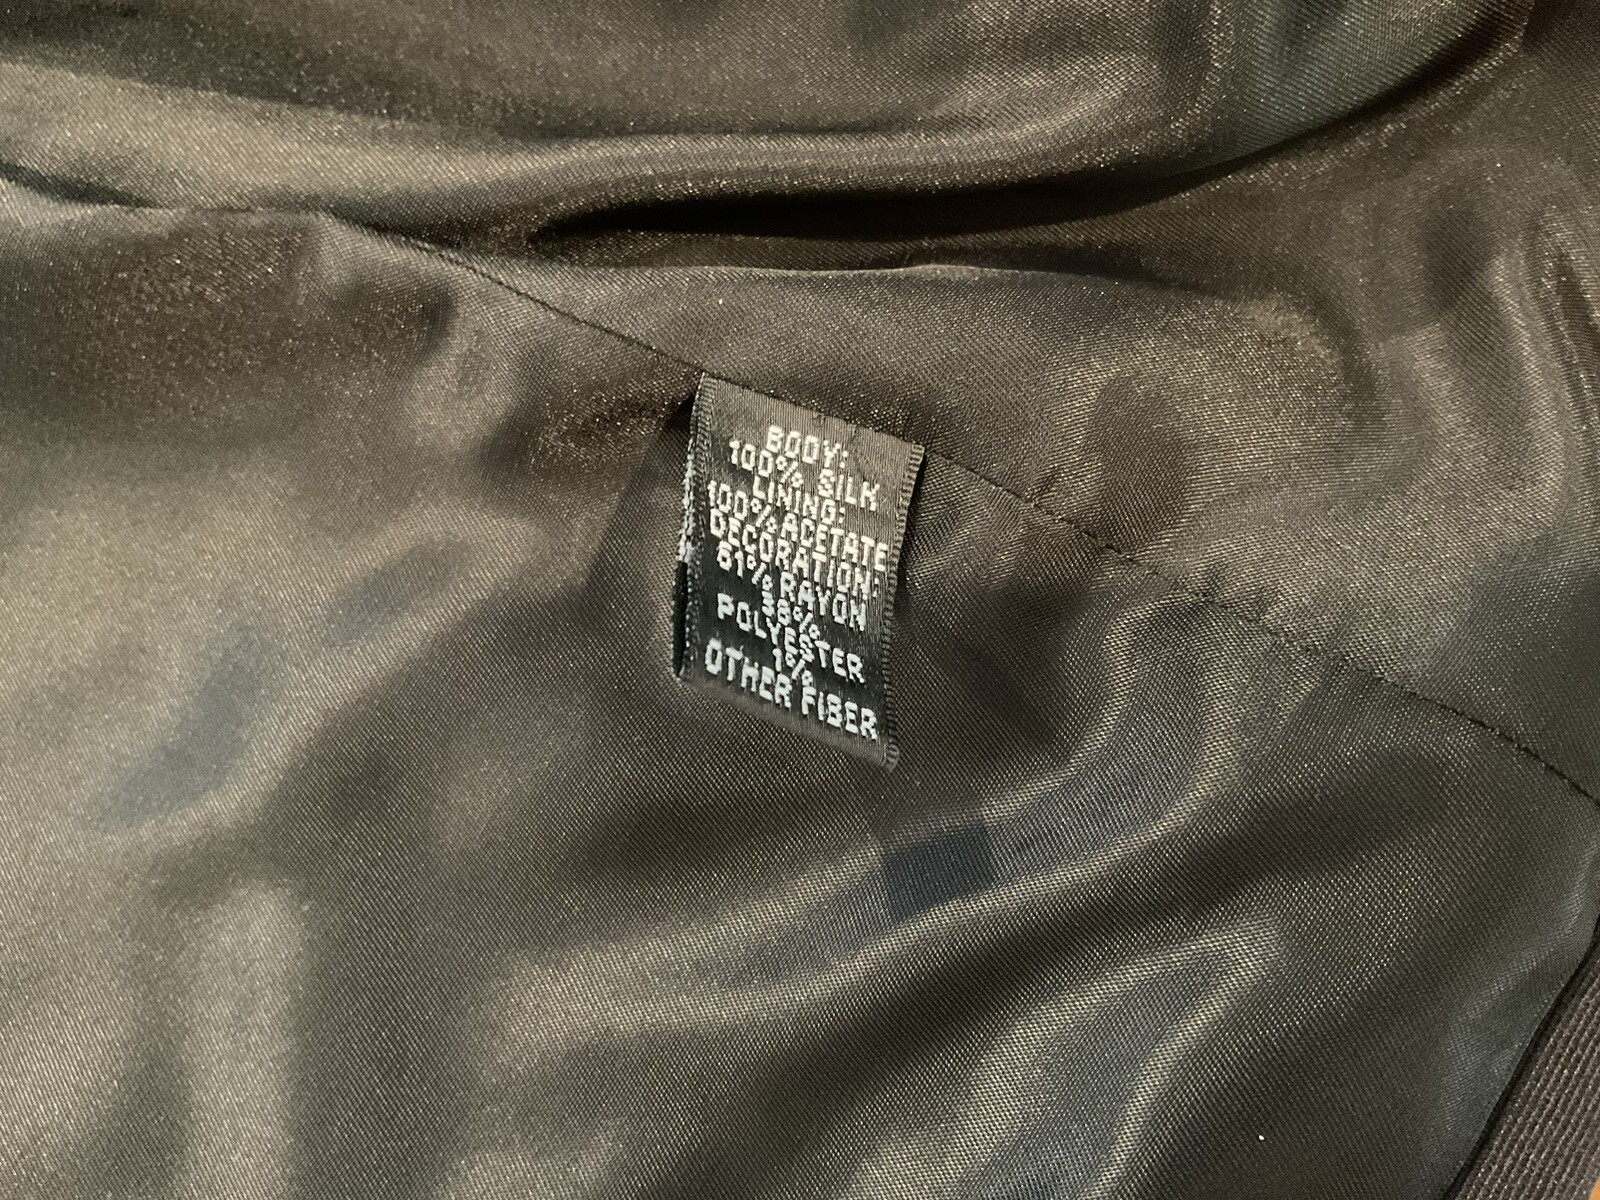 BODY:
100% SILK
LINING:
100% ACETATE
DECORATION:
61% RAYON
38%
POLYESTER
1%
OTHER FIBER